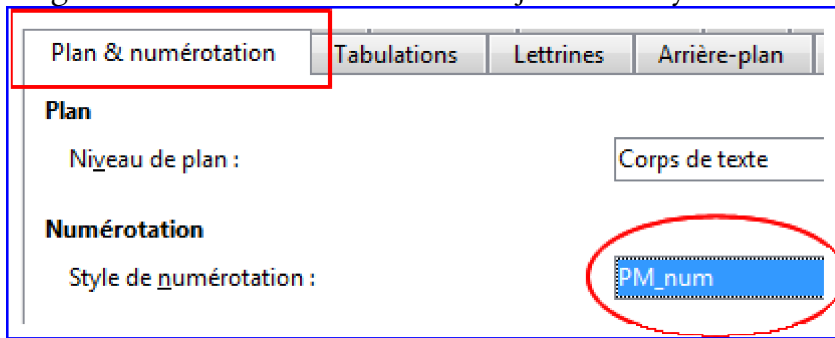 Plan & numérotation Tabulations Lettrines Arrière-plan
Plan
Niveau de plan : Corps de texte
Numérotation
Style de numérotation : PM_num